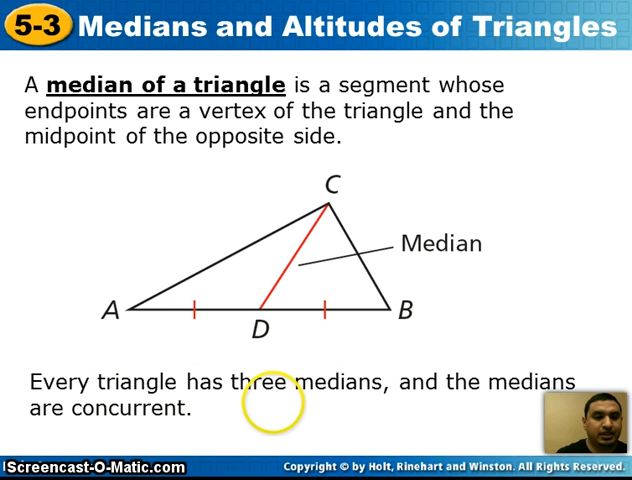 5-3 Medians and Altitudes of Triangles
A median of a triangle is a segment whose
endpoints are a vertex of the triangle and the
midpoint of the opposite side.
C
Median
A
B
D
Every triangle has three medians, and the medians
are concurrent.
Screencast-O-Matic.com
Copyright © by Holt, Rinehart and Winston. All Rights Reserved.